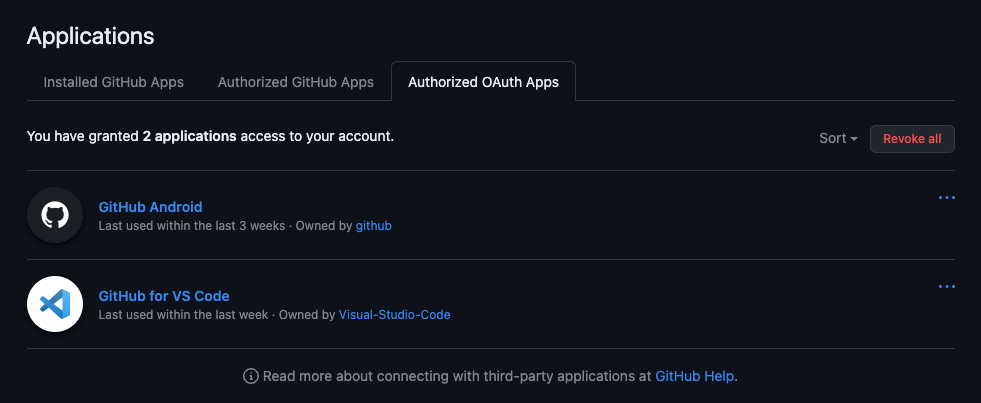 Applications
Installed GitHub Apps Authorized GitHub Apps Authorized OAuth Apps
You have granted 2 applications access to your account. Sort Revoke all
GitHub Android
Last used within the last 3 weeks · Owned by github
GitHub for VS Code
Last used within the last week · Owned by Visual-Studio-Code
Read more about connecting with third-party applications at GitHub Help.